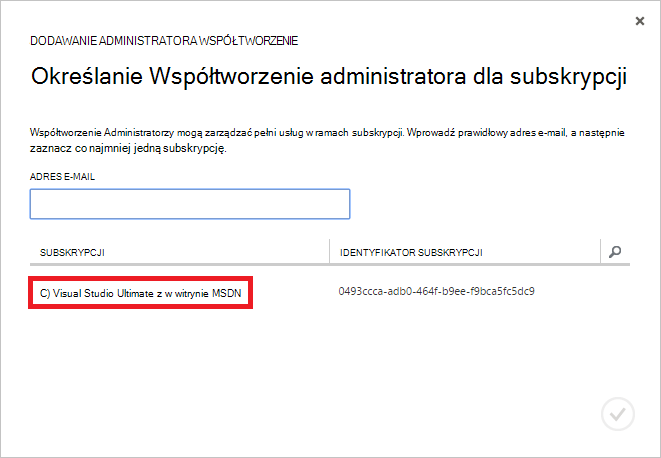 DODAWANIE ADMINISTRATORA WSPÓŁTWORZENIE
Określanie Współtworzenie administratora dla subskrypcji
Współtworzenie Administratorzy mogą zarządzać pełni usług w ramach subskrypcji. Wprowadź prawidłowy adres e-mail, a następnie
zaznacz co najmniej jedną subskrypcję.
ADRES E-MAIL
SUBSKRYPCJI IDENTYFIKATOR SUBSKRYPCJI
C) Visual Studio Ultimate z w witrynie MSDN 0493ccca-adb0-464f-b9ee-f9bca5fc5dc9